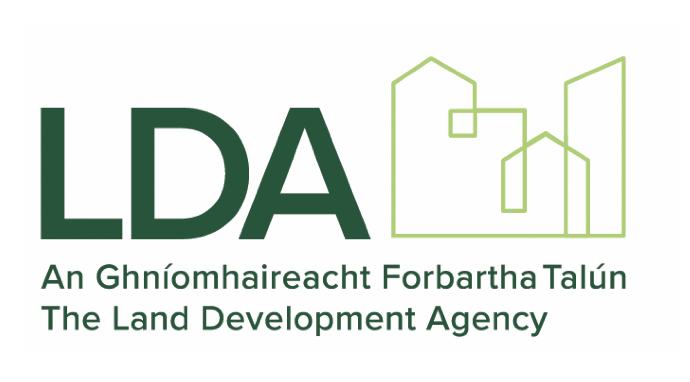 LDA
An Ghníomhaireacht Forbartha Talún
The Land Development Agency